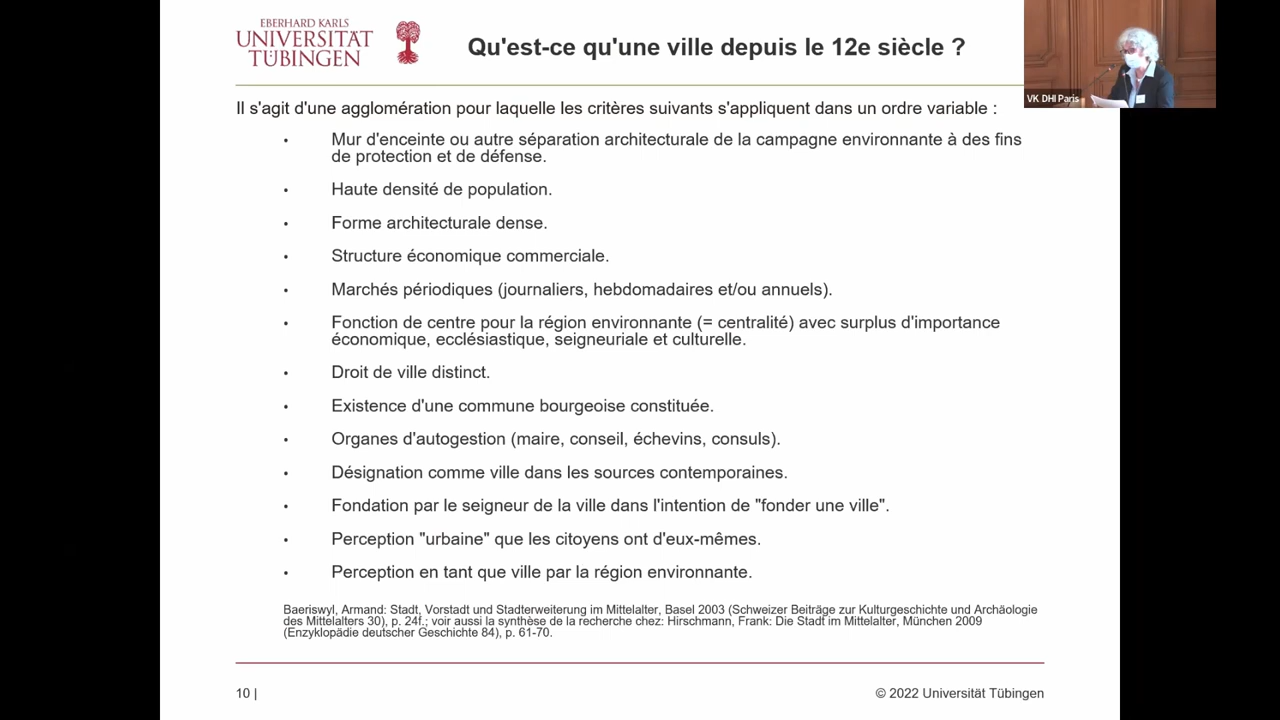 EBERHARD KARLS
UNIVERSITÄT
TÜBINGEN
Qu'est-ce qu'une ville depuis le 12e siècle ?
VK DHI Paris
Il s'agit d'une agglomération pour laquelle les critères suivants s'appliquent dans un ordre variable :
• Mur d'enceinte ou autre séparation architecturale de la campagne environnante à des fins
de protection et de défense.
• Haute densité de population.
• Forme architecturale dense.
• Structure économique commerciale.
• Marchés périodiques (journaliers, hebdomadaires et/ou annuels).
• Fonction de centre pour la région environnante (= centralité) avec surplus d'importance
économique, ecclésiastique, seigneuriale et culturelle.
• Droit de ville distinct.
• Existence d'une commune bourgeoise constituée.
• Organes d'autogestion (maire, conseil, échevins, consuls).
• Désignation comme ville dans les sources contemporaines.
• Fondation par le seigneur de la ville dans l'intention de "fonder une ville".
• Perception "urbaine" que les citoyens ont d'eux-mêmes.
• Perception en tant que ville par la région environnante.
Baeriswyl, Armand: Stadt, Vorstadt und Stadterweiterung im Mittelalter, Basel 2003 (Schweizer Beiträge zur Kulturgeschichte und Archäologie
des Mittelalters 30), p. 24f.; voir aussi la synthèse de la recherche chez: Hirschmann, Frank: Die Stadt im Mittelalter, München 2009
(Enzyklopädie deutscher Geschichte 84), p. 61-70.
10 |
© 2022 Universität Tübingen